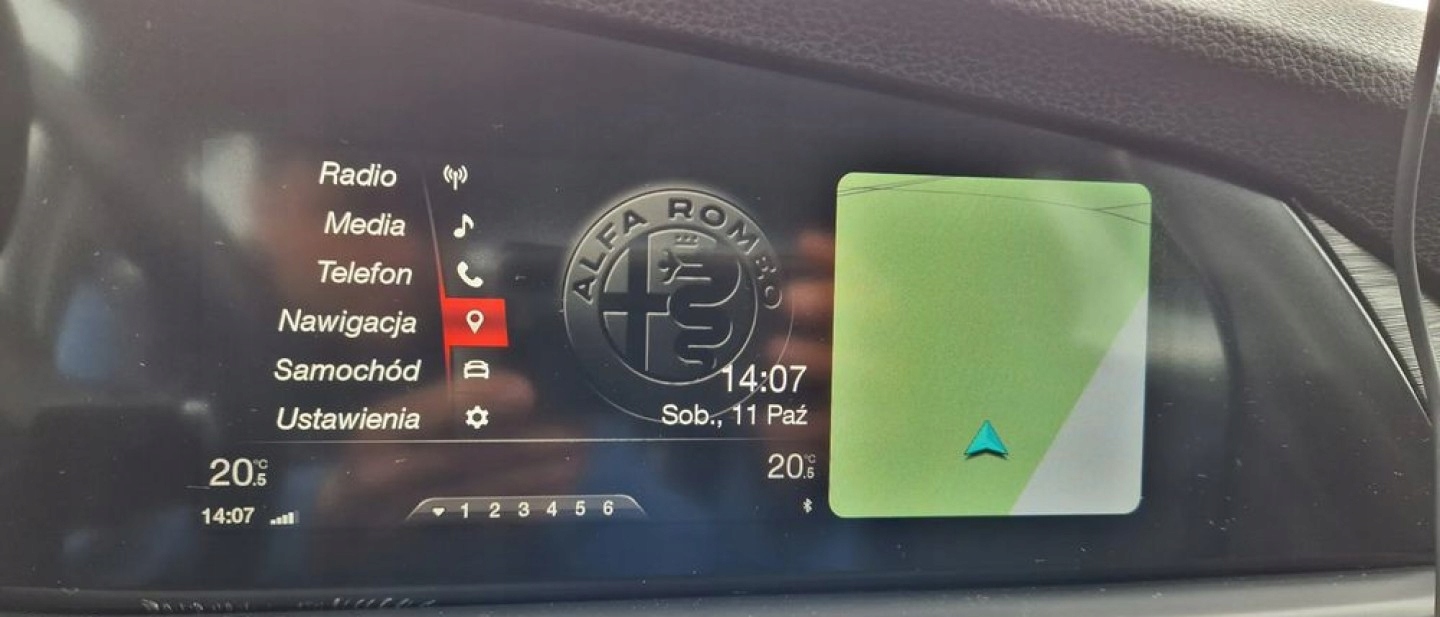 Radio
Media
Telefon
Nawigacja
Samochód
Ustawienia
ALFA ROMEO
14:07
Sob., 11 Paź
20.5°C
20.5°C
14:07
1 2 3 4 5 6